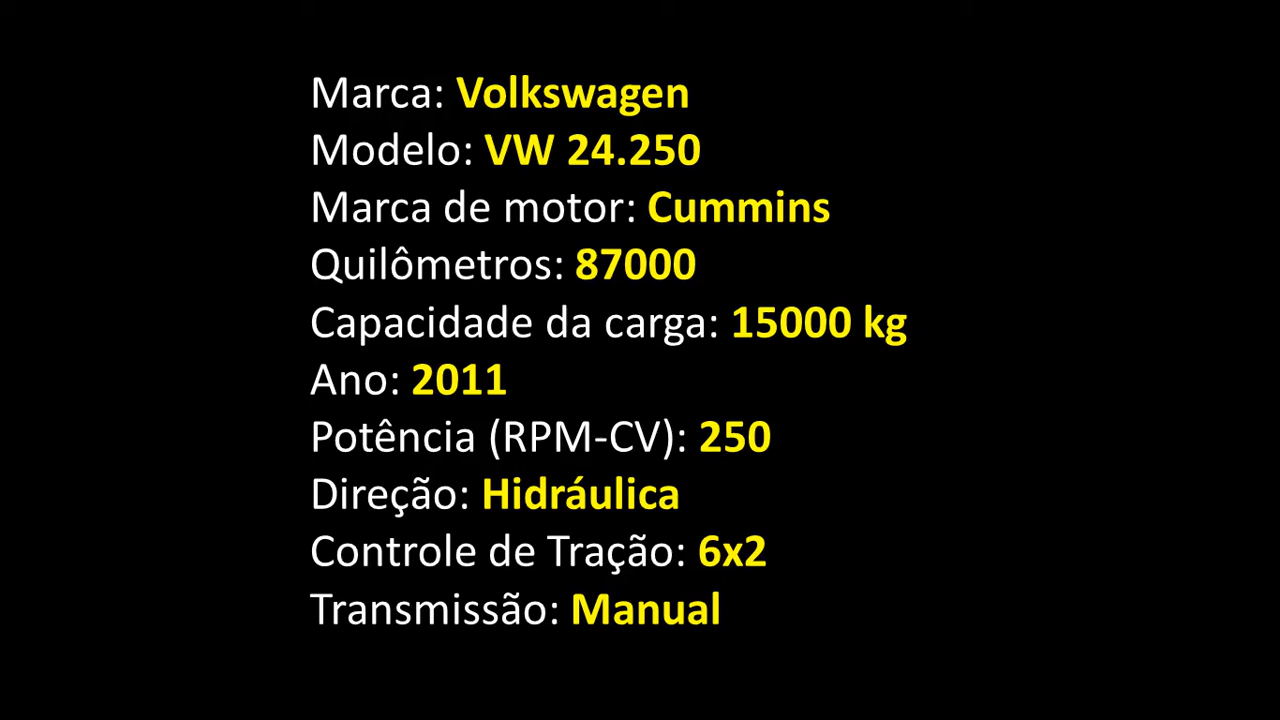 Marca: Volkswagen
Modelo: VW 24.250
Marca de motor: Cummins
Quilômetros: 87000
Capacidade da carga: 15000 kg
Ano: 2011
Potência (RPM-CV): 250
Direção: Hidráulica
Controle de Tração: 6x2
Transmissão: Manual